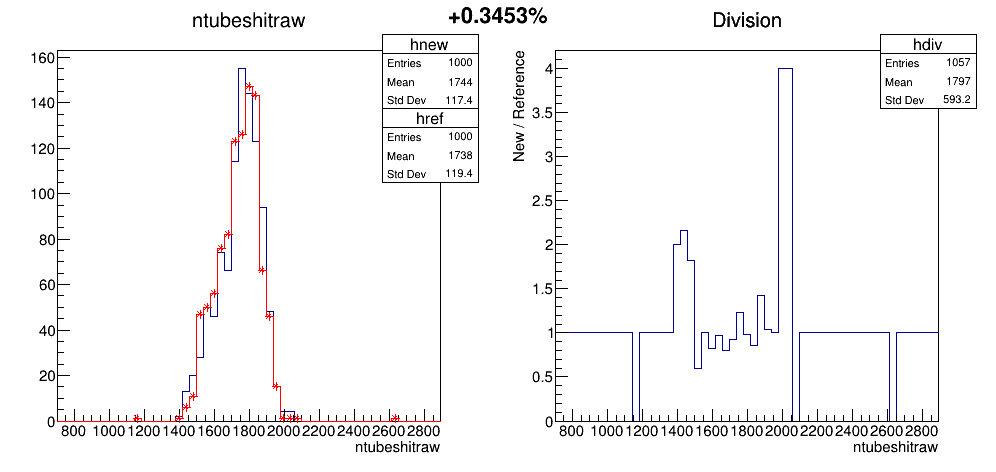 +0.3453%
ntubeshitraw
hnew
Entries 1000
Mean 1744
Std Dev 117.4
href
Entries 1000
Mean 1738
Std Dev 119.4
160
140
120
100
80
60
40
20
0
800 1000 1200 1400 1600 1800 2000 2200 2400 2600 2800
ntubeshitraw
Division
hdiv
Entries 1057
Mean 1797
Std Dev 593.2
New / Reference
4
3.5
3
2.5
2
1.5
1
0.5
0
800 1000 1200 1400 1600 1800 2000 2200 2400 2600 2800
ntubeshitraw